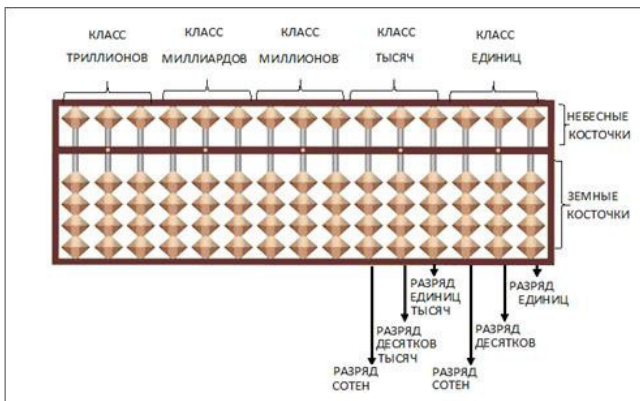 КЛАСС
ТРИЛЛИОНОВ
КЛАСС
МИЛЛИАРДОВ
КЛАСС
МИЛЛИОНОВ
КЛАСС
ТЫСЯЧ
КЛАСС
ЕДИНИЦ
НЕБЕСНЫЕ
КОСТОЧКИ
ЗЕМНЫЕ
КОСТОЧКИ
РАЗРЯД
СОТЕН
РАЗРЯД
ДЕСЯТКОВ
ТЫСЯЧ
РАЗРЯД
ЕДИНИЦ
ТЫСЯЧ
РАЗРЯД
СОТЕН
РАЗРЯД
ДЕСЯТКОВ
РАЗРЯД
ЕДИНИЦ